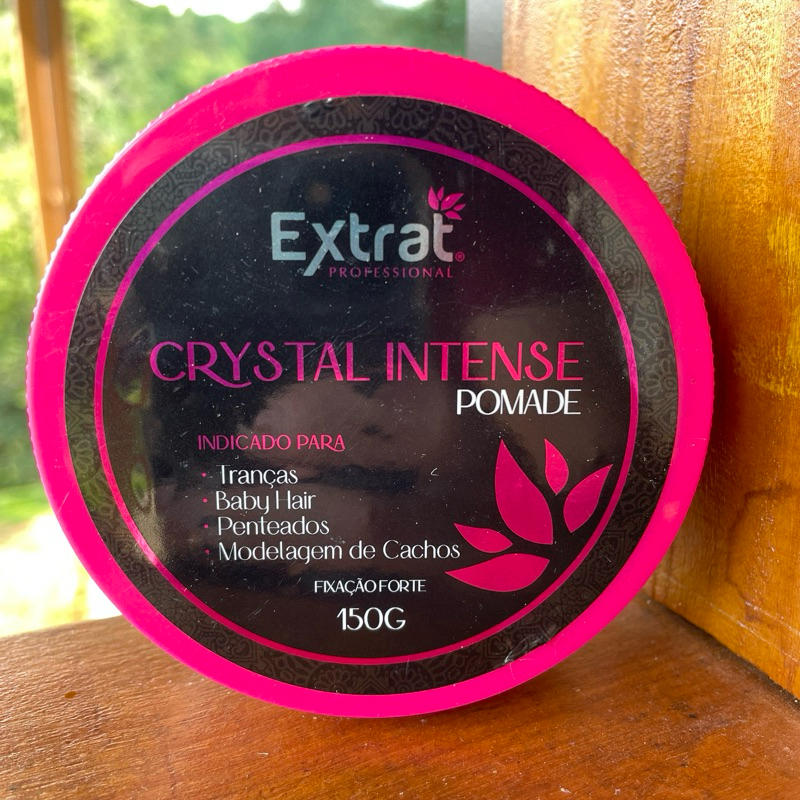 Extrat®
PROFESSIONAL
CRYSTAL INTENSE
POMADE
INDICADO PARA
• Tranças
• Baby Hair
• Penteados
• Modelagem de Cachos
FIXAÇÃO FORTE
150G